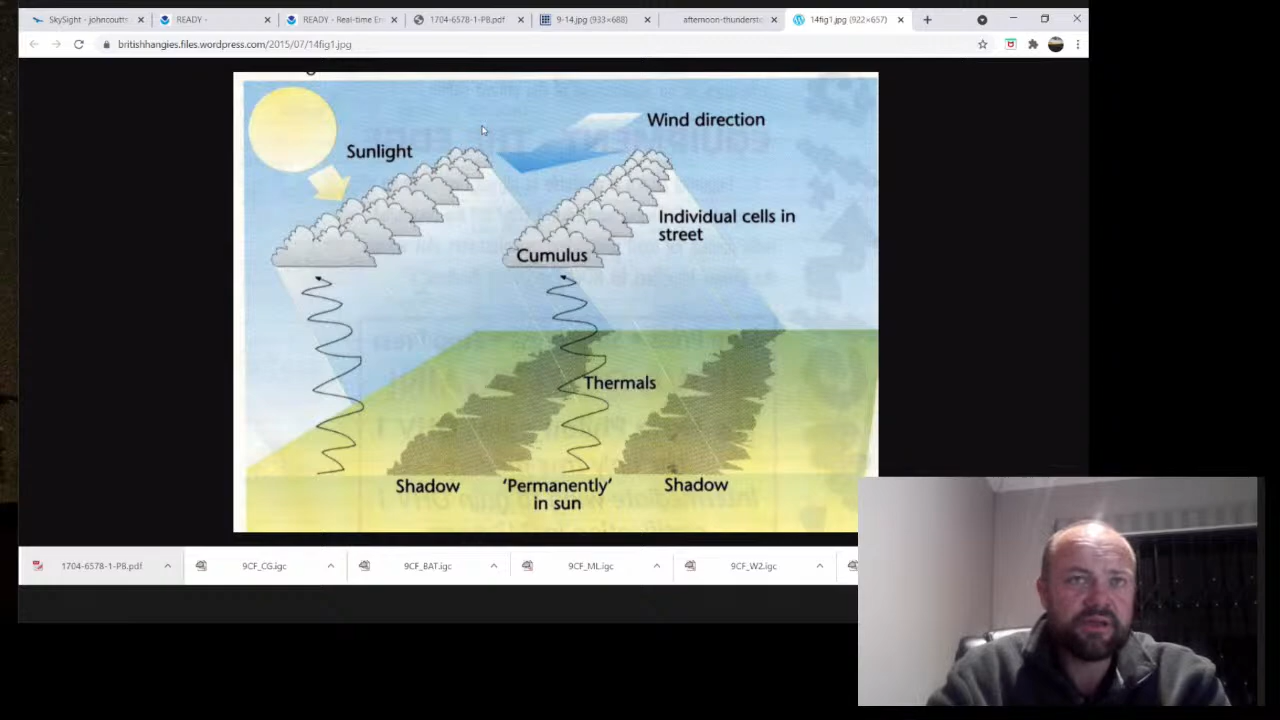 SkySight - johncoutts
READY -
READY - Real-time En
1704-6578-1-PB.pdf
9-14.jpg (933×688)
afternoon-thundersto
14fig1.jpg (922×657)
britishhangies.files.wordpress.com/2015/07/14fig1.jpg
Wind direction
Sunlight
Individual cells in
street
Cumulus
Thermals
Shadow
'Permanently'
in sun
Shadow
1704-6578-1-PB.pdf
9CF_CG.igc
9CF_BAT.igc
9CF_ML.igc
9CF_W2.igc